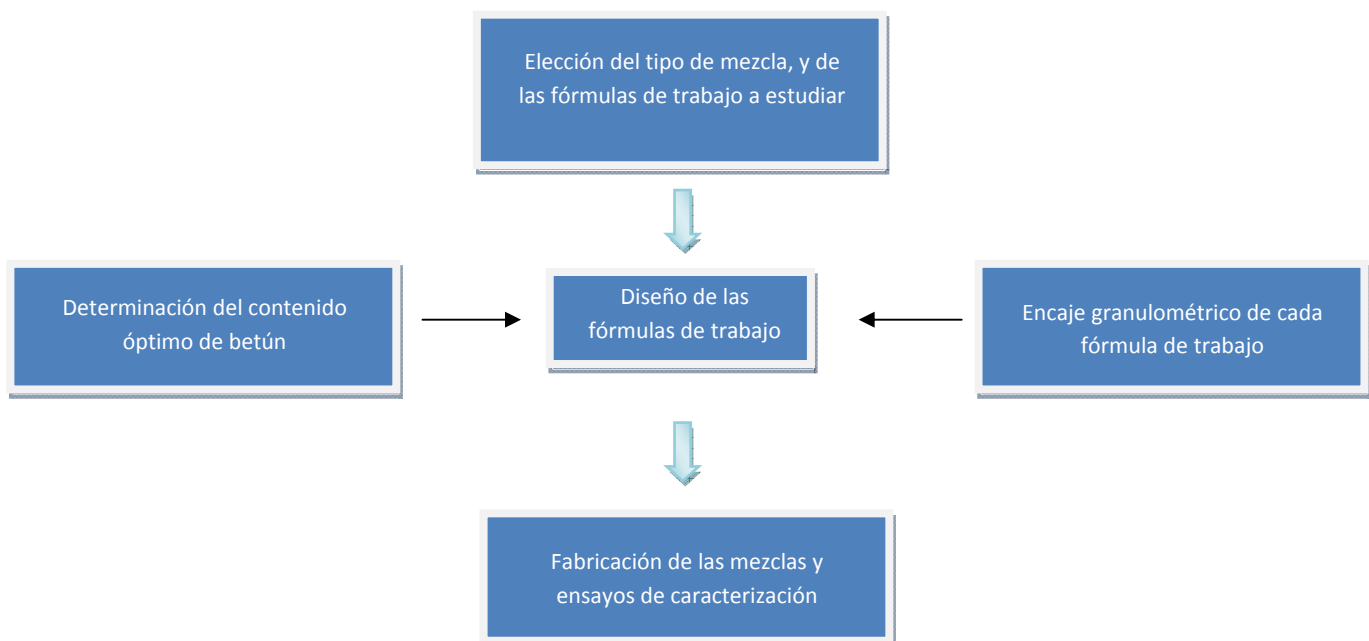 Elección del tipo de mezcla, y de
las fórmulas de trabajo a estudiar
Determinación del contenido
óptimo de betún
Diseño de las
fórmulas de trabajo
Encaje granulométrico de cada
fórmula de trabajo
Fabricación de las mezclas y
ensayos de caracterización